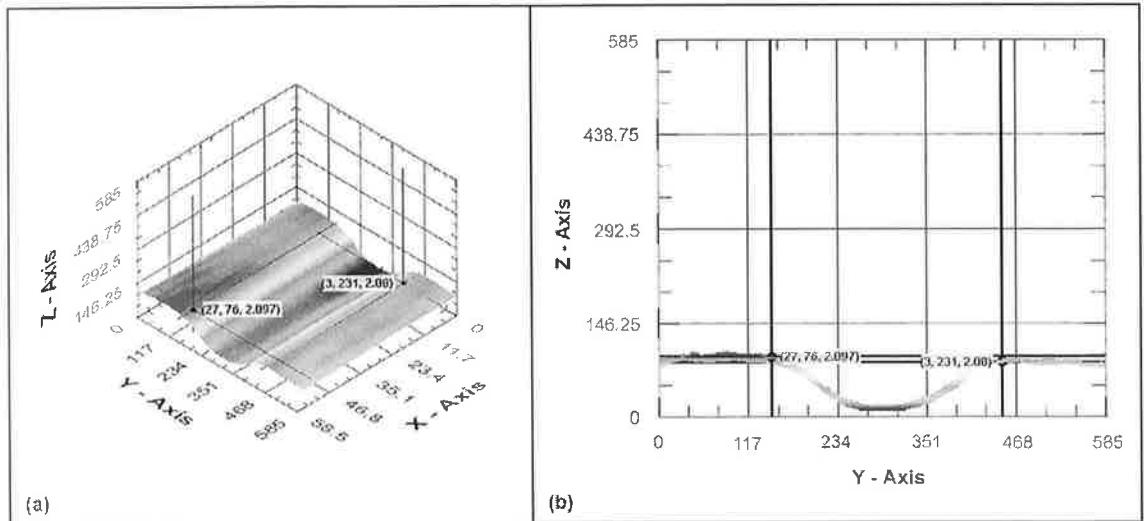 585
438.75
292.5
146.25
0
Z - Axis
(27, 76, 2.097)
(3, 231, 2.00)
0
117
234
351
468
585
Y - Axis
0
11.7
23.4
35.1
46.8
58.5
X - Axis
(a)
585
438.75
292.5
146.25
0
Z - Axis
(27, 76, 2.097)
(3, 231, 2.00)
0
117
234
351
468
585
Y - Axis
(b)